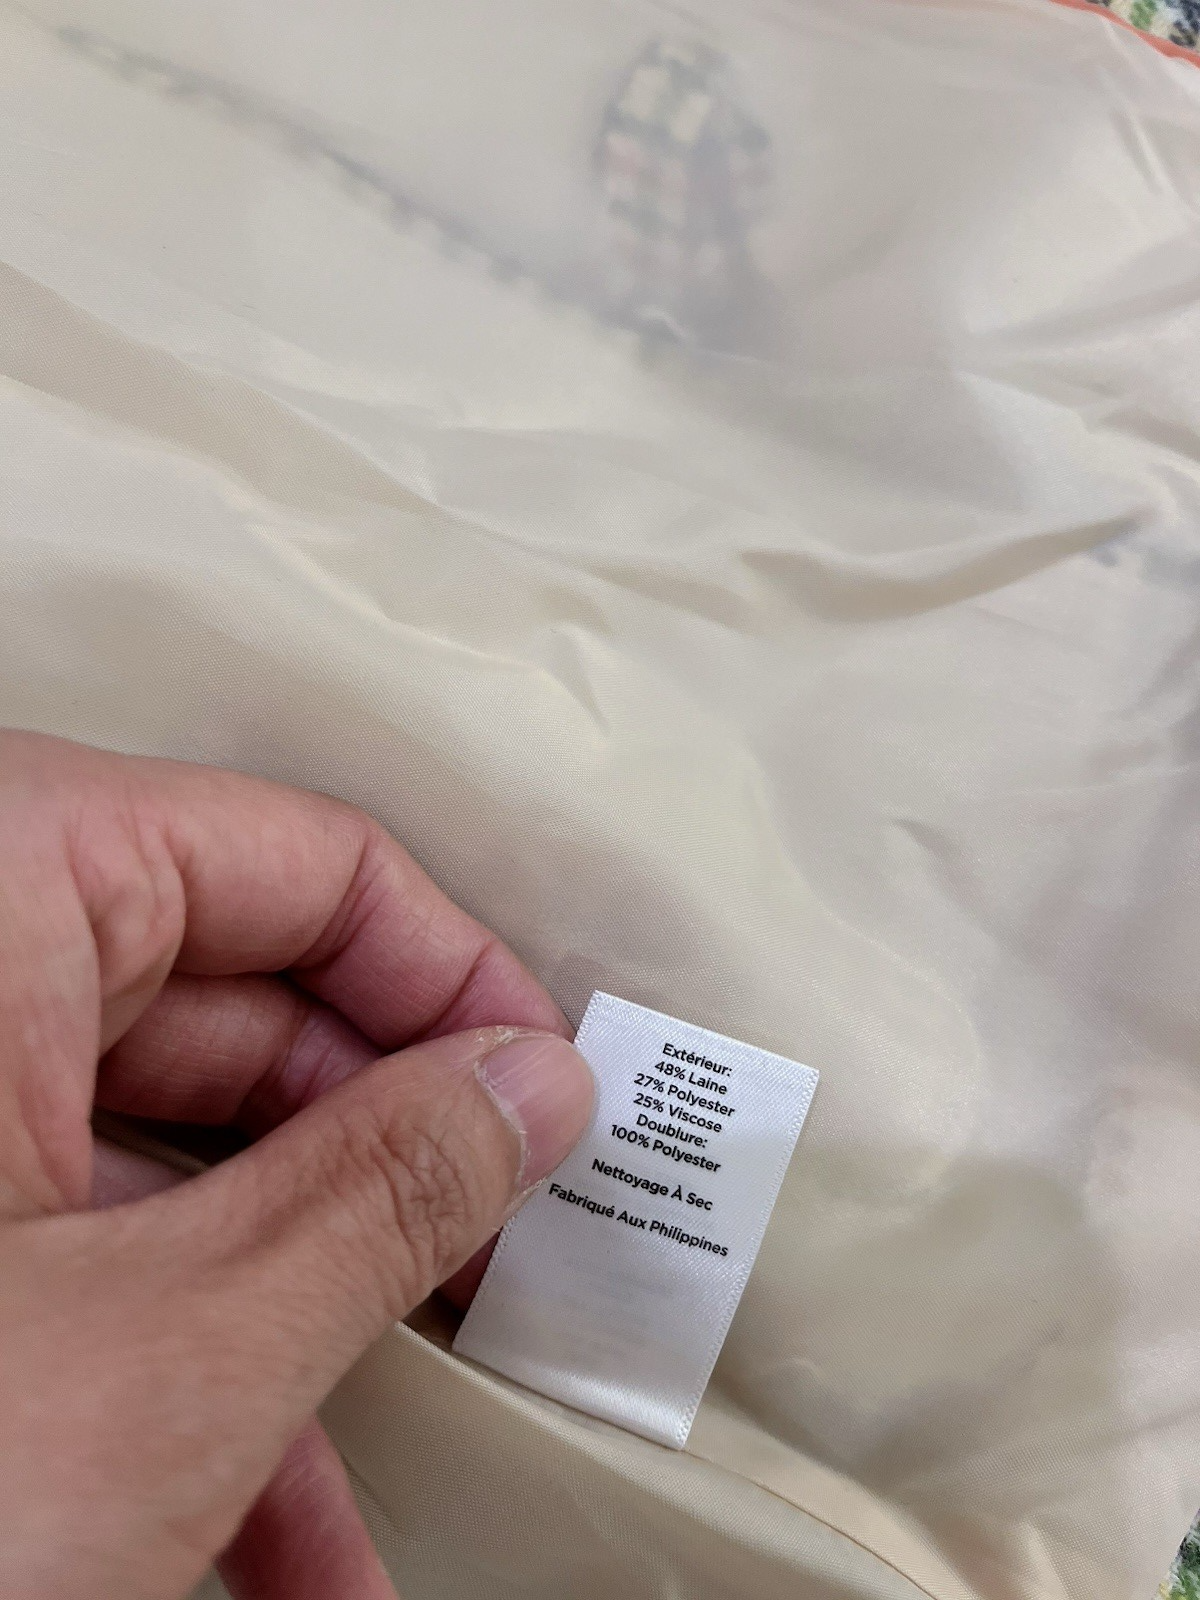 Extérieur:
48% Laine
27% Polyester
25% Viscose
Doublure:
100% Polyester
Nettoyage À Sec
Fabriqué Aux Philippines